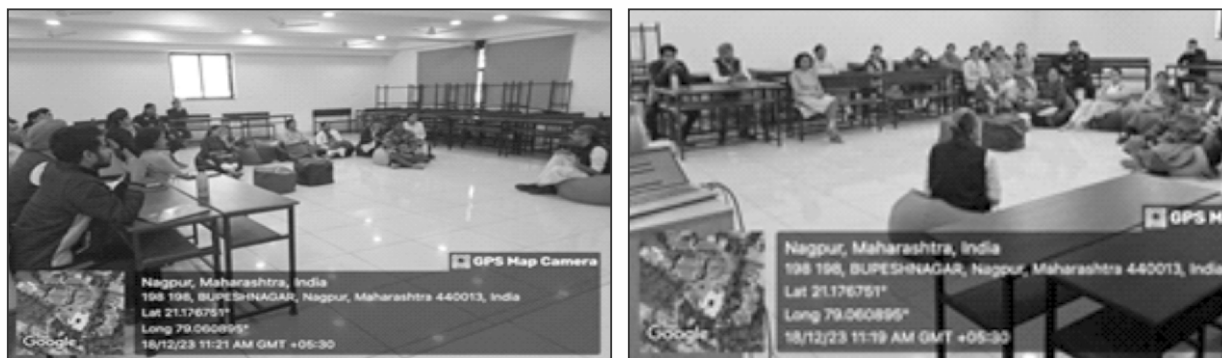 GPS Map Camera
Nagpur, Maharashtra, India
198 198, BUPESHNAGAR, Nagpur, Maharashtra 440013, India
Lat 21.176751°
Long 79.060895°
18/12/23 11:21 AM GMT +05:30
Google
GPS M
Nagpur, Maharashtra, India
198 198, BUPESHNAGAR, Nagpur, Maharashtra 440013, India
Lat 21.176751°
Long 79.060895°
18/12/23 11:19 AM GMT +05:30
Google